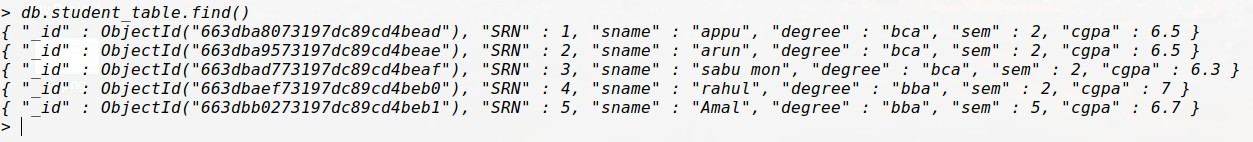 > db.student_table.find()
{ "_id" : ObjectId("663dba8073197dc89cd4bead"), "SRN" : 1, "sname" : "appu", "degree" : "bca", "sem" : 2, "cgpa" : 6.5 }
{ "_id" : ObjectId("663dba9573197dc89cd4beae"), "SRN" : 2, "sname" : "arun", "degree" : "bca", "sem" : 2, "cgpa" : 6.5 }
{ "_id" : ObjectId("663dbad773197dc89cd4beaf"), "SRN" : 3, "sname" : "sabu mon", "degree" : "bca", "sem" : 2, "cgpa" : 6.3 }
{ "_id" : ObjectId("663dbaef73197dc89cd4beb0"), "SRN" : 4, "sname" : "rahul", "degree" : "bba", "sem" : 2, "cgpa" : 7 }
{ "_id" : ObjectId("663dbb0273197dc89cd4beb1"), "SRN" : 5, "sname" : "Amal", "degree" : "bba", "sem" : 5, "cgpa" : 6.7 }
>